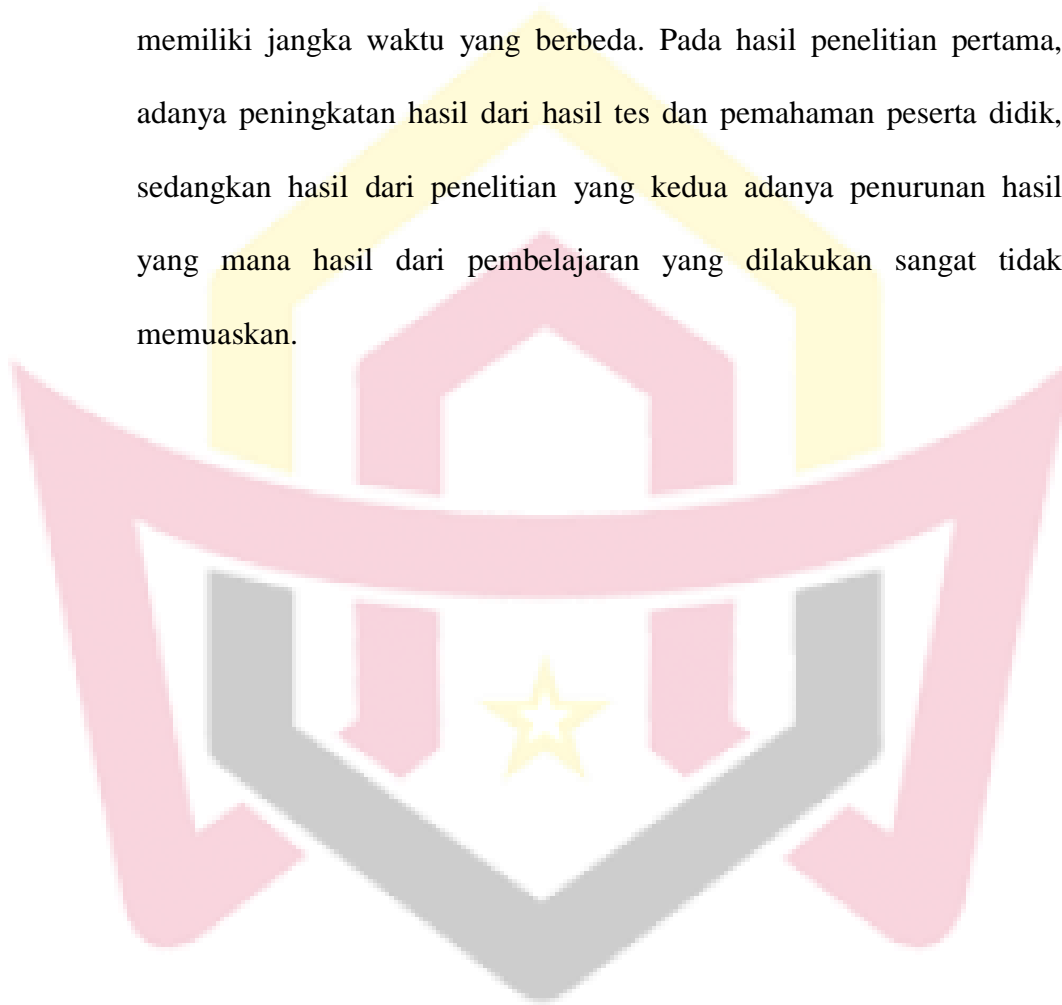 memiliki jangka waktu yang berbeda. Pada hasil penelitian pertama,
adanya peningkatan hasil dari hasil tes dan pemahaman peserta didik,
sedangkan hasil dari penelitian yang kedua adanya penurunan hasil
yang mana hasil dari pembelajaran yang dilakukan sangat tidak
memuaskan.